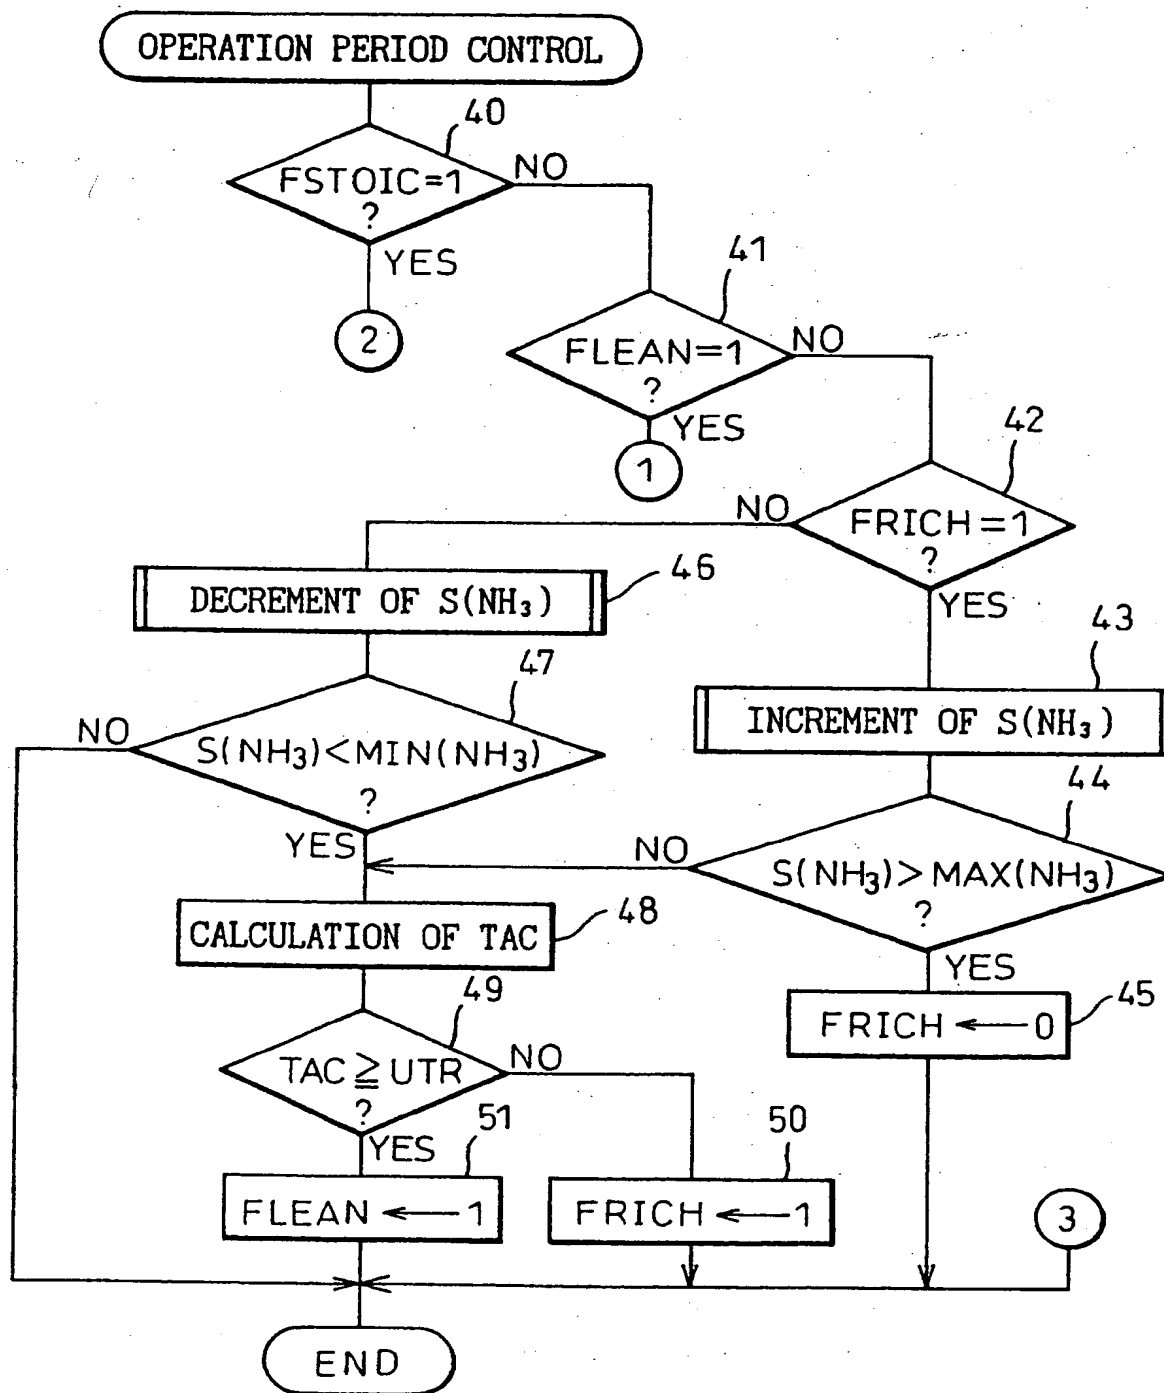 OPERATION PERIOD CONTROL
40
FSTOIC=1
?
NO
YES
2
41
FLEAN=1
?
NO
YES
1
42
FRICH=1
?
NO
YES
46
DECREMENT OF S(NH₃)
43
INCREMENT OF S(NH₃)
47
S(NH₃)<MIN(NH₃)
?
NO
YES
44
S(NH₃)>MAX(NH₃)
?
NO
YES
48
CALCULATION OF TAC
45
FRICH ← 0
49
TAC ≧ UTR
?
NO
YES
51
FLEAN ← 1
50
FRICH ← 1
3
END